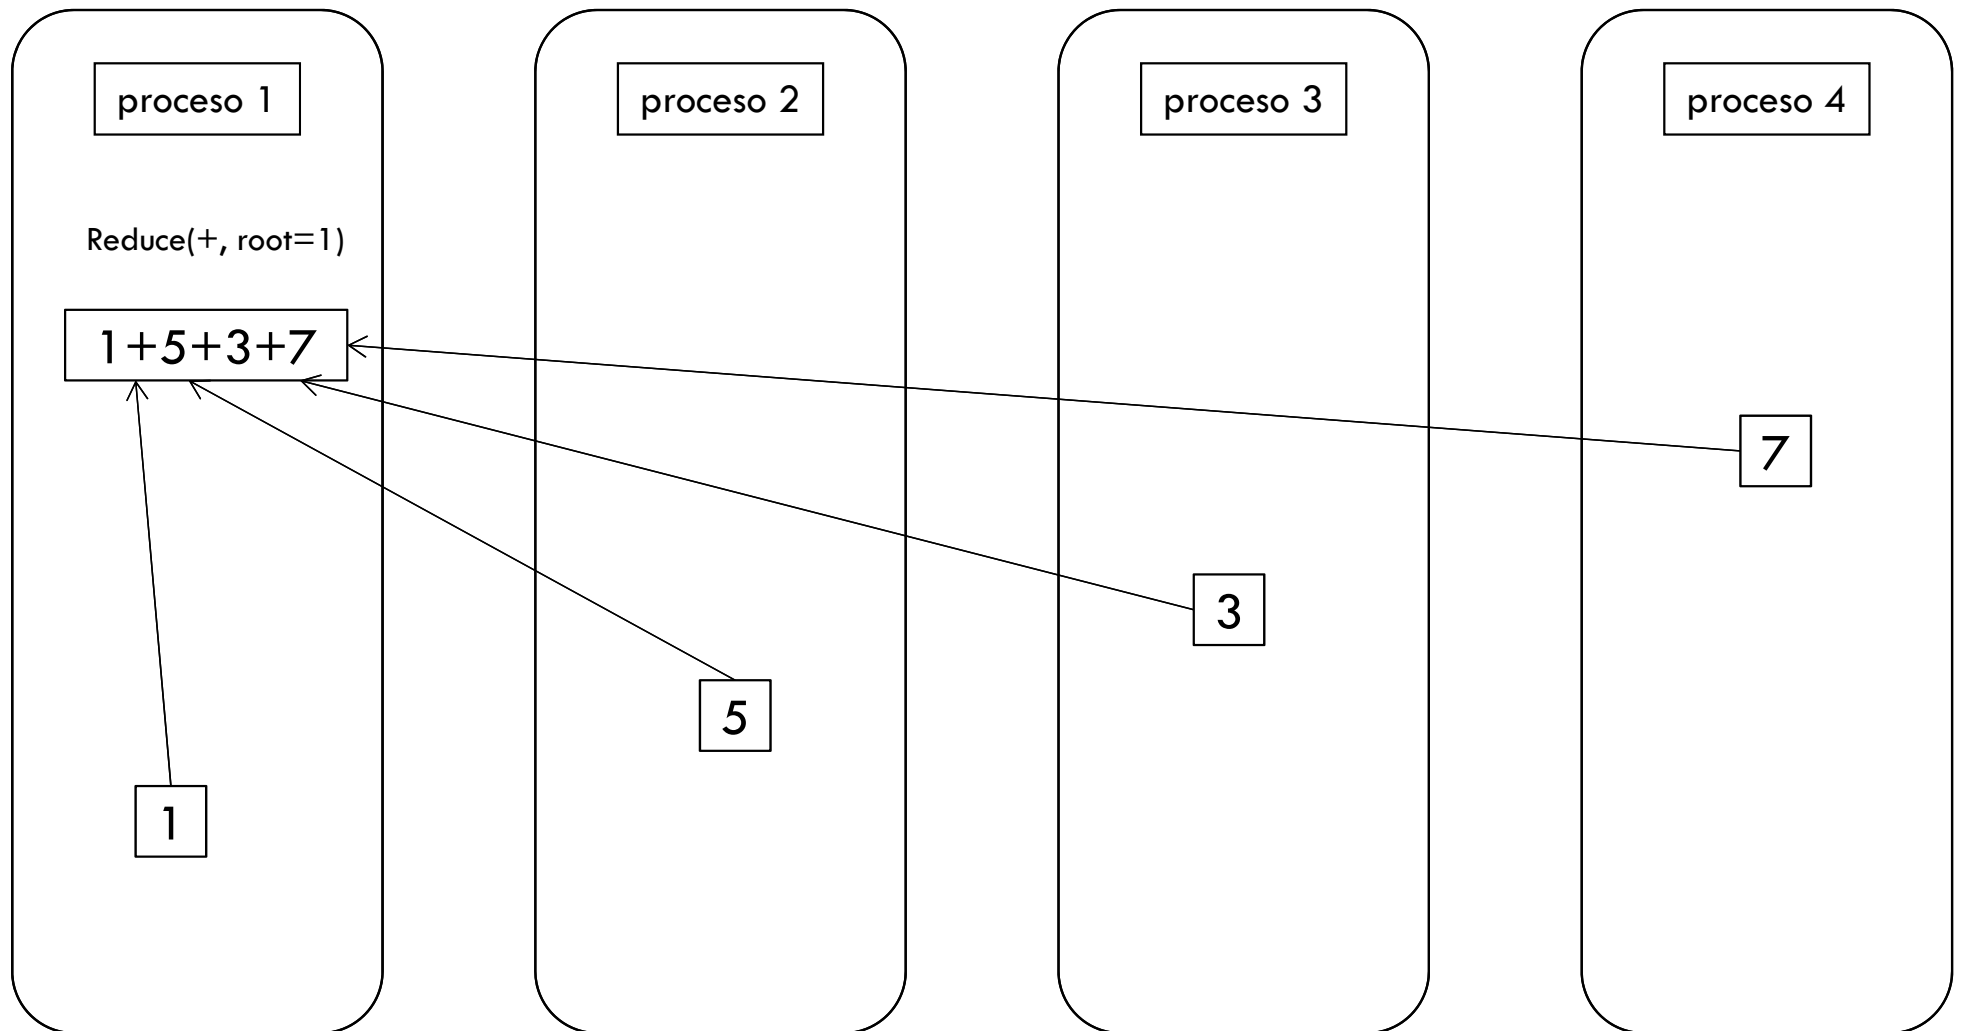 proceso 1
proceso 2
proceso 3
proceso 4
Reduce(+, root=1)
1+5+3+7
7
3
5
1